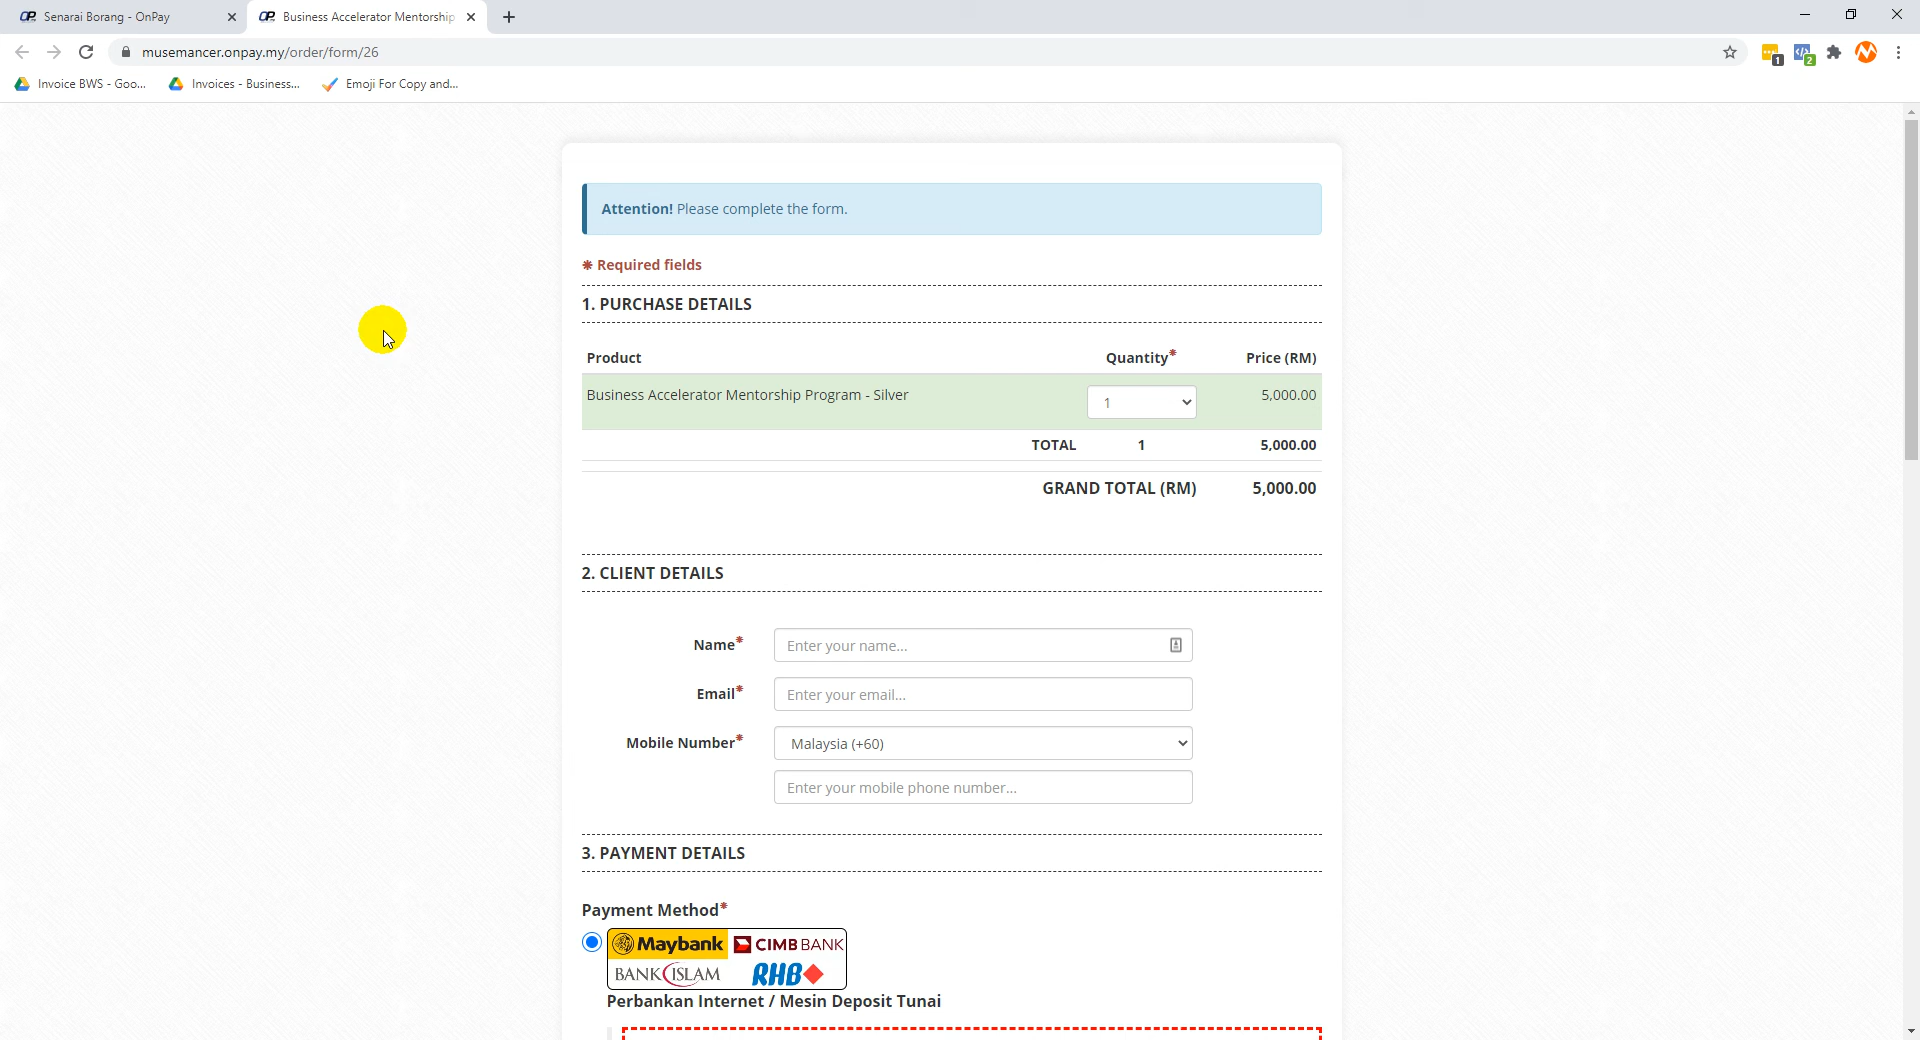 Senarai Borang - OnPay
Business Accelerator Mentorship
musemancer.onpay.my/order/form/26
1
2
Invoice BWS - Goo...
Invoices - Business...
Emoji For Copy and...
Attention! Please complete the form.
* Required fields
1. PURCHASE DETAILS
Product Quantity* Price (RM)
Business Accelerator Mentorship Program - Silver 1 5,000.00
TOTAL 1 5,000.00
GRAND TOTAL (RM) 5,000.00
2. CLIENT DETAILS
Name* Enter your name...
Email* Enter your email...
Mobile Number* Malaysia (+60)
Enter your mobile phone number...
3. PAYMENT DETAILS
Payment Method*
Maybank CIMB BANK
BANK ISLAM RHB
Perbankan Internet / Mesin Deposit Tunai